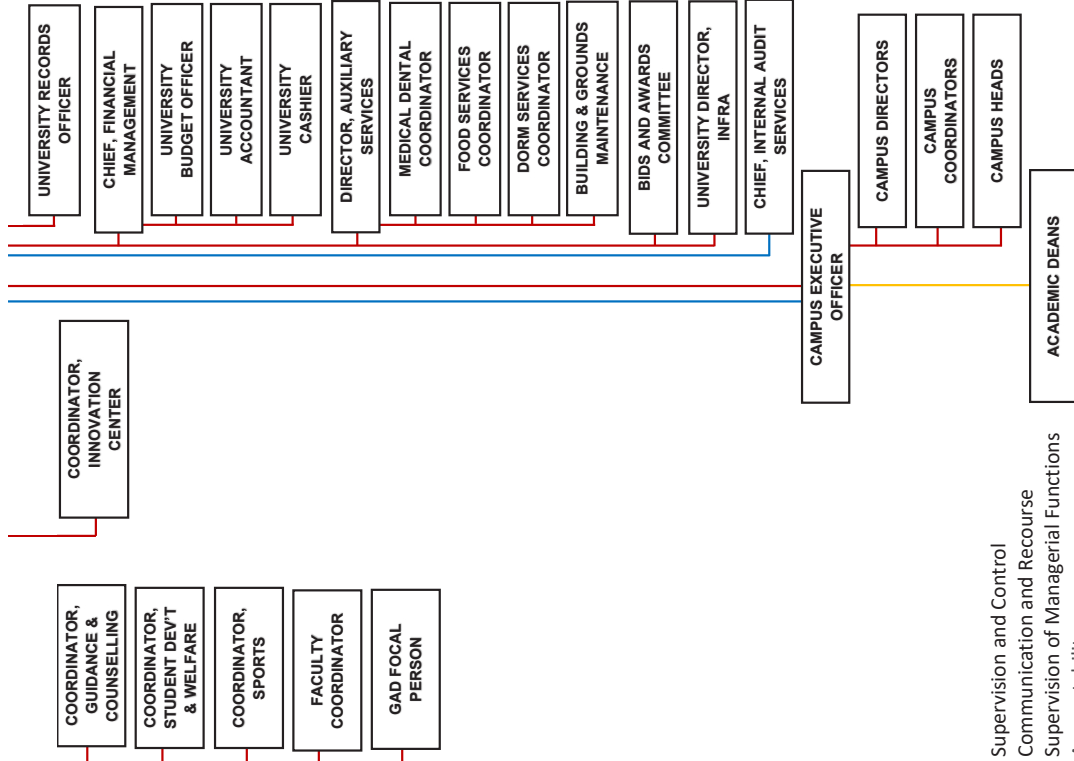 UNIVERSITY RECORDS
OFFICER
CHIEF, FINANCIAL
MANAGEMENT
UNIVERSITY
BUDGET OFFICER
UNIVERSITY
ACCOUNTANT
UNIVERSITY
CASHIER
DIRECTOR, AUXILIARY
SERVICES
MEDICAL DENTAL
COORDINATOR
FOOD SERVICES
COORDINATOR
DORM SERVICES
COORDINATOR
BUILDING & GROUNDS
MAINTENANCE
BIDS AND AWARDS
COMMITTEE
UNIVERSITY DIRECTOR,
INFRA
CHIEF, INTERNAL AUDIT
SERVICES
CAMPUS EXECUTIVE
OFFICER
CAMPUS DIRECTORS
CAMPUS
COORDINATORS
CAMPUS HEADS
ACADEMIC DEANS
COORDINATOR,
INNOVATION
CENTER
COORDINATOR,
GUIDANCE &
COUNSELLING
COORDINATOR,
STUDENT DEV'T
& WELFARE
COORDINATOR,
SPORTS
FACULTY
COORDINATOR
GAD FOCAL
PERSON
Supervision and Control
Communication and Recourse
Supervision of Managerial Functions